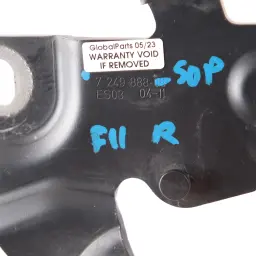 GlobalParts 05/23
WARRANTY VOID
IF REMOVED
7 249 888-
SOP
ES03 04-11
F11 R